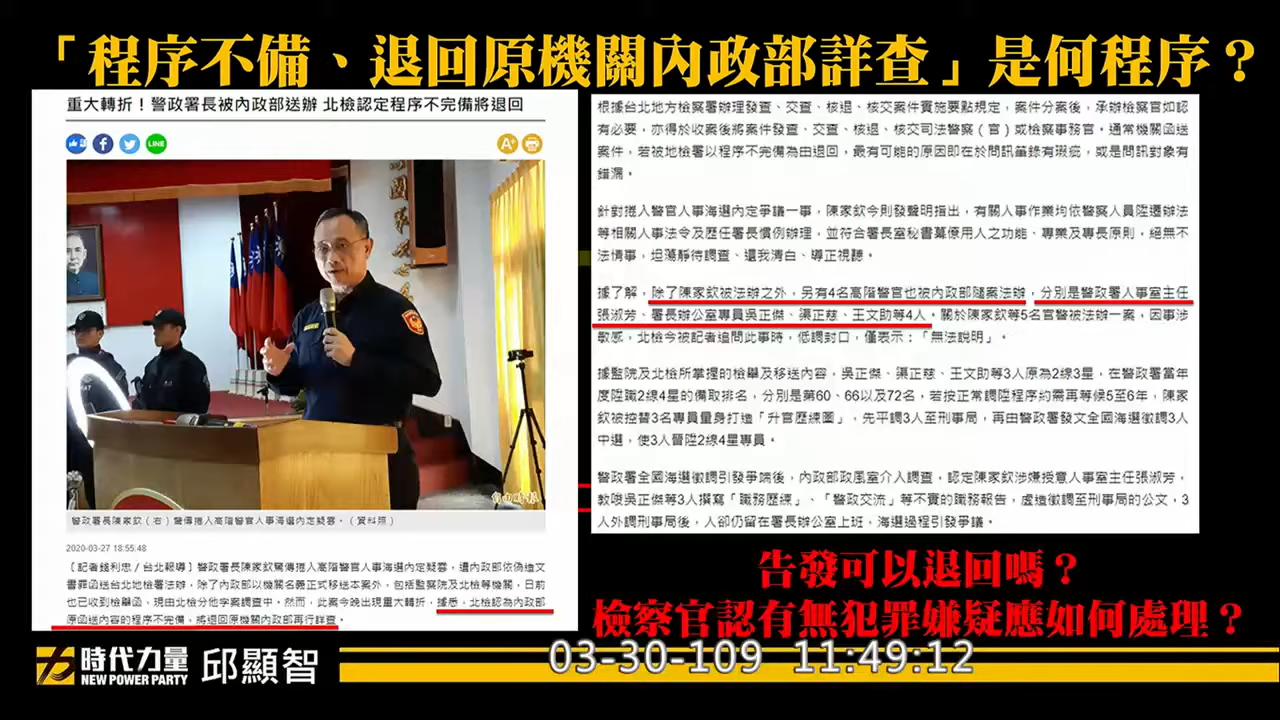 「程序不備、退回原機關內政部詳查」是何程序？
重大轉折！警政署長被內政部送辦 北檢認定程序不完備將退回
LINE
A+
自由時報
警政署長陳家欽（右）驚傳捲入高階警官人事海選內定疑雲。（資料照）
2020-03-27 18:55:48
〔記者錢利忠／台北報導〕警政署長陳家欽驚傳捲入高階警官人事海選內定疑雲，遭內政部依偽造文
書罪函送台北地檢署法辦，除了內政部以機關名義正式移送本案外，包括監察院及北檢等機關，日前
也已收到檢舉函，現由北檢分他字案調查中。然而，此案今晚出現重大轉折，據悉，北檢認為內政部
原函送內容的程序不完備，將退回原機關內政部再行詳查。
根據台北地方檢察署辦理發查、交查、核退、核交案件實施要點規定，案件分案後，承辦檢察官如認
有必要，亦得於收案後將案件發查、交查、核退、核交司法警察（官）或檢察事務官。通常機關函送
案件，若被地檢署以程序不完備為由退回，最有可能的原因即在於問訊筆錄有瑕疵，或是問訊對象有
錯漏。
針對捲入警官人事海選內定爭議一事，陳家欽今則發聲明指出，有關人事作業均依警察人員陞遷辦法
等相關人事法令及歷任署長慣例辦理，並符合署長室秘書幕僚用人之功能、專業及專長原則，絕無不
法情事，坦蕩靜待調查、還我清白、導正視聽。
據了解，除了陳家欽被法辦之外，另有4名高階警官也被內政部隨案法辦，分別是警政署人事室主任
張淑芳、署長辦公室專員吳正傑、渠正慈、王文助等4人。關於陳家欽等5名官警被法辦一案，因事涉
敏感，北檢今被記者追問此事時，低調封口，僅表示：「無法說明」。
據監院及北檢所掌握的檢舉及移送內容，吳正傑、渠正慈、王文助等3人原為2線3星，在警政署當年
度陞職2線4星的備取排名，分別是第60、66以及72名，若按正常調陞程序約需再等候5至6年，陳家
欽被控替3名專員量身打造「升官歷練圖」，先平調3人至刑事局，再由警政署發文全國海選徵調3人
中選，使3人晉陞2線4星專員。
警政署全國海選徵調引發爭端後，內政部政風室介入調查，認定陳家欽涉嫌授意人事室主任張淑芳，
教唆吳正傑等3人撰寫「職務歷練」、「警政交流」等不實的職務報告，虛造徵調至刑事局的公文，3
人外調刑事局後，人卻仍留在署長辦公室上班，海選過程引發爭議。
告發可以退回嗎？
檢察官認有無犯罪嫌疑應如何處理？
時代力量
NEW POWER PARTY
邱顯智
03-30-109 11:49:12